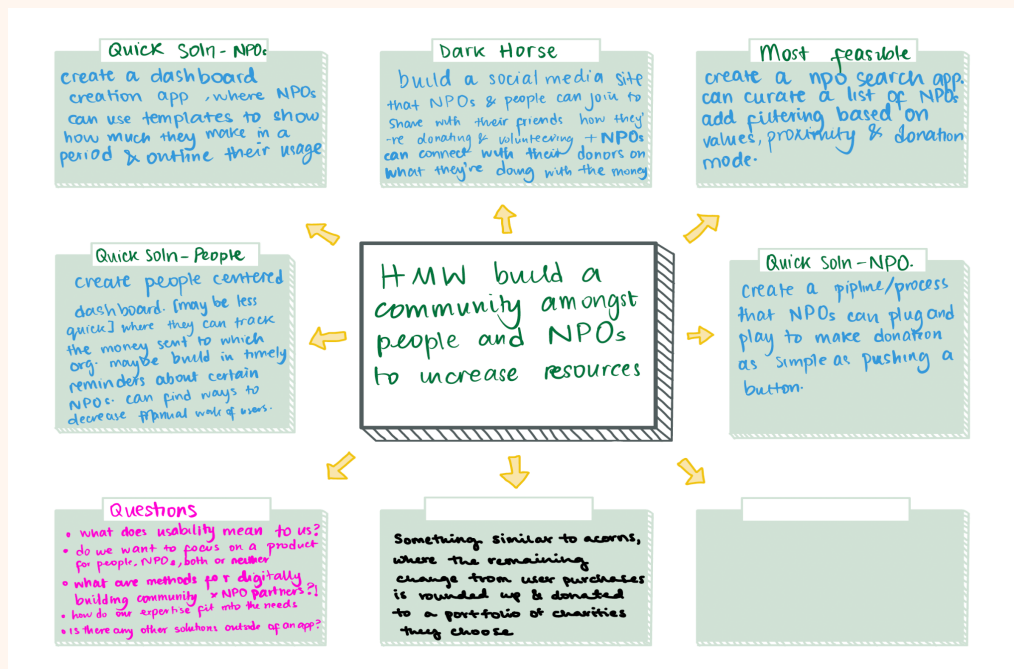 Quick Soln - NPOs
create a dashboard
creation app, where NPOs
can use templates to show
how much they make in a
period & outline their usage
Dark Horse
build a social media site
that NPOs & people can join to
share with their friends how they'
-re donating & volunteering + NPOs
can connect with their donors on
what they're doing with the money
Most feasible
create a npo search app.
can curate a list of NPOs
add filtering based on
values, proximity & donation
mode.
Quick Soln - People
create people centered
dashboard. [may be less
quick] where they can track
the money sent to which
org. maybe build in timely
reminders about certain
NPOs. can find ways to
decrease manual work of users.
HMW build a
community amongst
people and NPOs
to increase resources
Quick Soln - NPO.
create a pipline/process
that NPOs can plug and
play to make donation
as simple as pushing a
button.
Questions
• what does usability mean to us?
• do we want to focus on a product
for people, NPOs, both or neither
• what are methods for digitally
building community & NPO partners?!
• how do our expertise fit into the needs
• Is there any other solutions outside of an app?
Something similar to acorns,
where the remaining
change from user purchases
is rounded up & donated
to a portfolio of charities
they choose